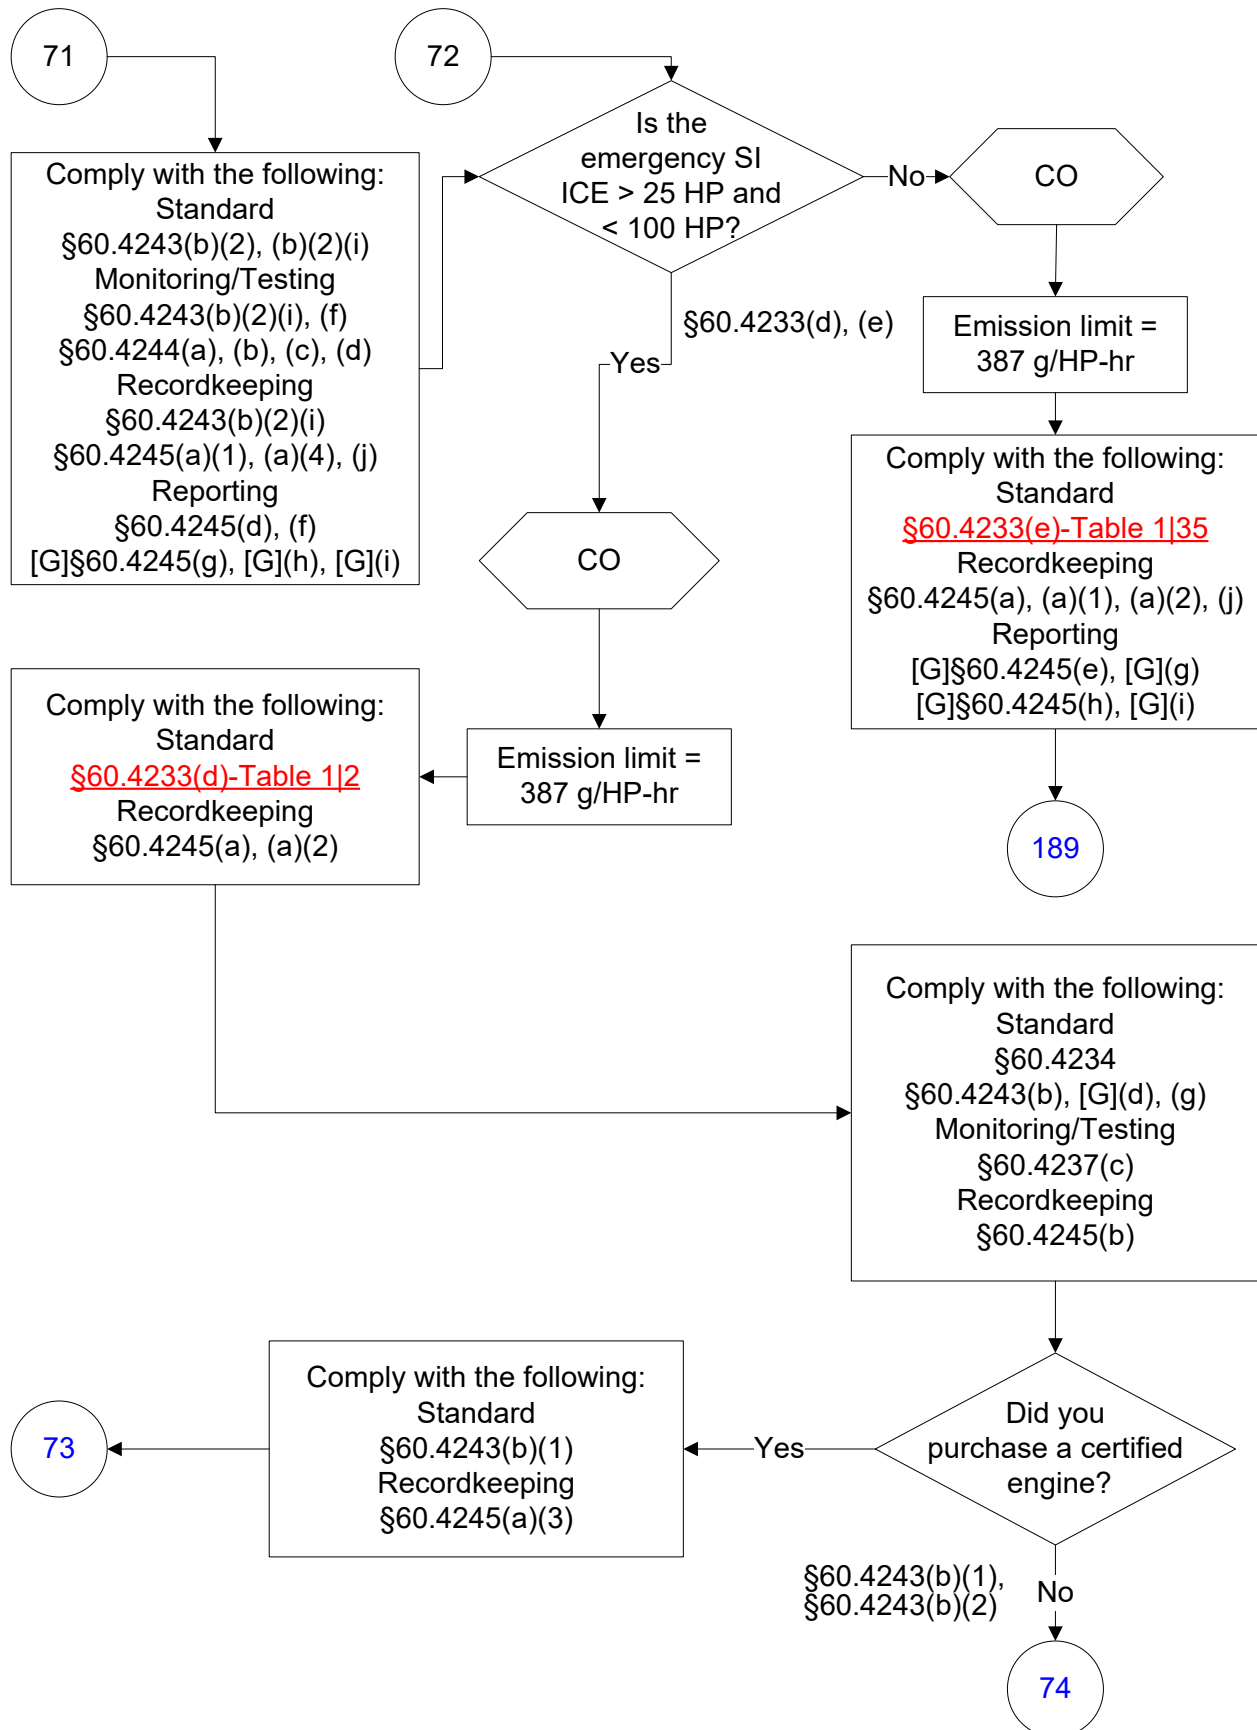 71
72
Comply with the following:
Standard
§60.4243(b)(2), (b)(2)(i)
Monitoring/Testing
§60.4243(b)(2)(i), (f)
§60.4244(a), (b), (c), (d)
Recordkeeping
§60.4243(b)(2)(i)
§60.4245(a)(1), (a)(4), (j)
Reporting
§60.4245(d), (f)
[G]§60.4245(g), [G](h), [G](i)
Is the
emergency SI
ICE > 25 HP and
< 100 HP?
No
CO
Emission limit =
387 g/HP-hr
Comply with the following:
Standard
§60.4233(e)-Table 1|35
Recordkeeping
§60.4245(a), (a)(1), (a)(2), (j)
Reporting
[G]§60.4245(e), [G](g)
[G]§60.4245(h), [G](i)
189
§60.4233(d), (e)
Yes
CO
Emission limit =
387 g/HP-hr
Comply with the following:
Standard
§60.4233(d)-Table 1|2
Recordkeeping
§60.4245(a), (a)(2)
Comply with the following:
Standard
§60.4234
§60.4243(b), [G](d), (g)
Monitoring/Testing
§60.4237(c)
Recordkeeping
§60.4245(b)
Did you
purchase a certified
engine?
Yes
Comply with the following:
Standard
§60.4243(b)(1)
Recordkeeping
§60.4245(a)(3)
73
§60.4243(b)(1),
§60.4243(b)(2)
No
74